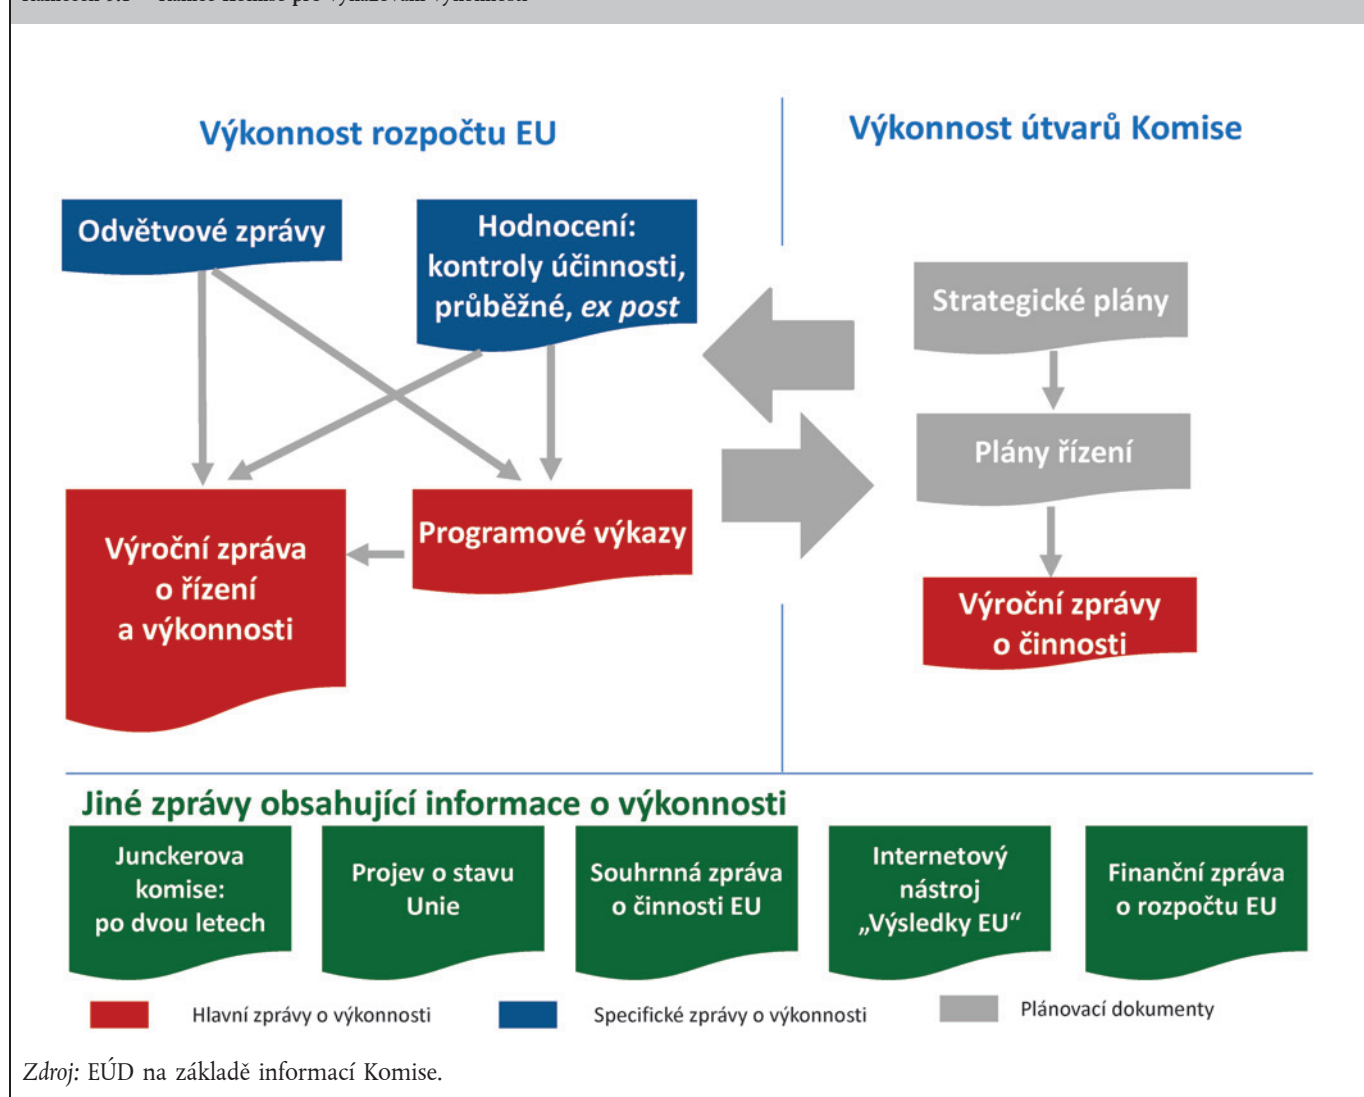 Výkonnost rozpočtu EU
Výkonnost útvarů Komise
Odvětvové zprávy
Hodnocení:
kontroly účinnosti,
průběžné, ex post
Strategické plány
Plány řízení
Výroční zpráva
o řízení
a výkonnosti
Programové výkazy
Výroční zprávy
o činnosti
Jiné zprávy obsahující informace o výkonnosti
Junckerova
komise:
po dvou letech
Projev o stavu
Unie
Souhrnná zpráva
o činnosti EU
Internetový
nástroj
„Výsledky EU“
Finanční zpráva
o rozpočtu EU
Hlavní zprávy o výkonnosti
Specifické zprávy o výkonnosti
Plánovací dokumenty
Zdroj: EÚD na základě informací Komise.